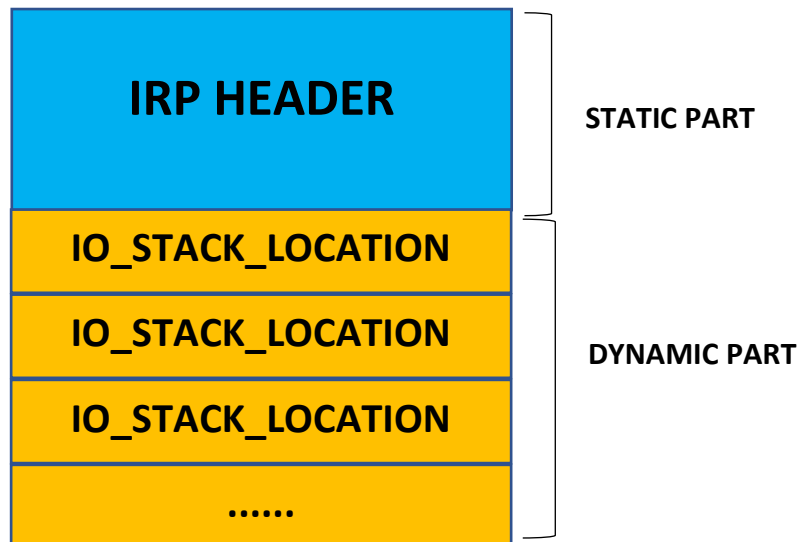 IRP HEADER
STATIC PART
IO_STACK_LOCATION
IO_STACK_LOCATION
DYNAMIC PART
IO_STACK_LOCATION
......